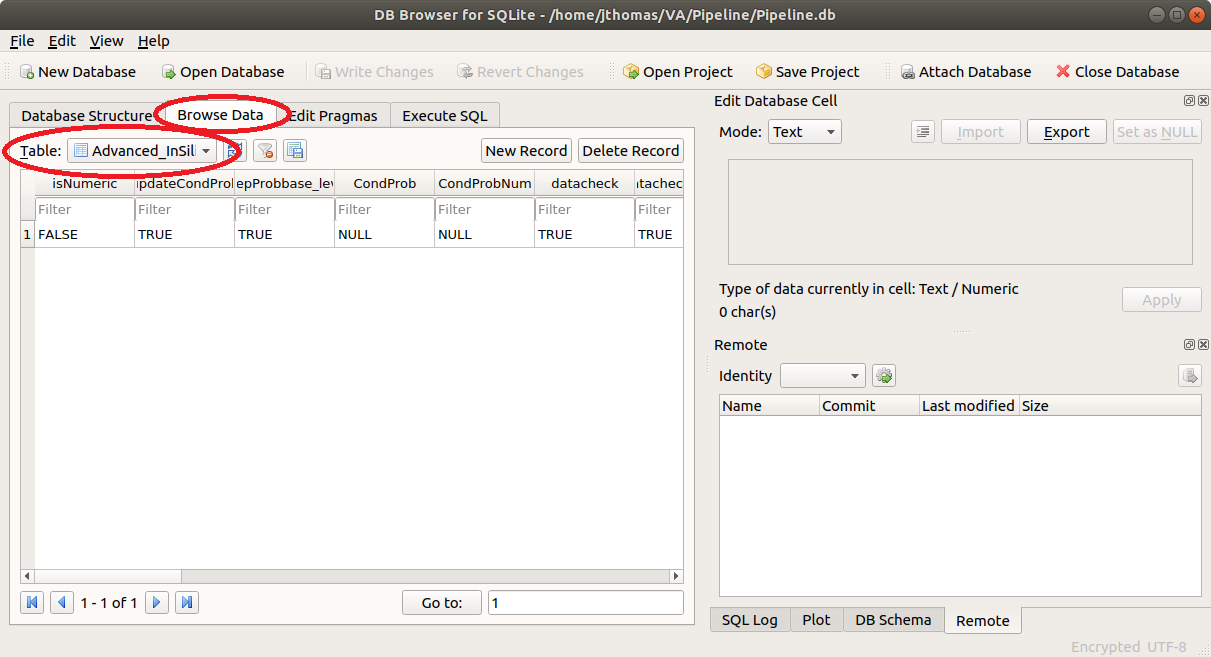 DB Browser for SQLite - /home/jthomas/VA/Pipeline/Pipeline.db
File Edit View Help
New Database Open Database Write Changes Revert Changes Open Project Save Project Attach Database Close Database
Database Structure Browse Data Edit Pragmas Execute SQL
Table: Advanced_InSil New Record Delete Record
isNumeric updateCondProb epProbbase_lev CondProb CondProbNum datacheck atachec
Filter Filter Filter Filter Filter Filter Filter
1 FALSE TRUE TRUE NULL NULL TRUE TRUE
1 - 1 of 1 Go to: 1
Edit Database Cell
Mode: Text Import Export Set as NULL
Type of data currently in cell: Text / Numeric
0 char(s)
Apply
Remote
Identity
Name Commit Last modified Size
SQL Log Plot DB Schema Remote
Encrypted UTF-8